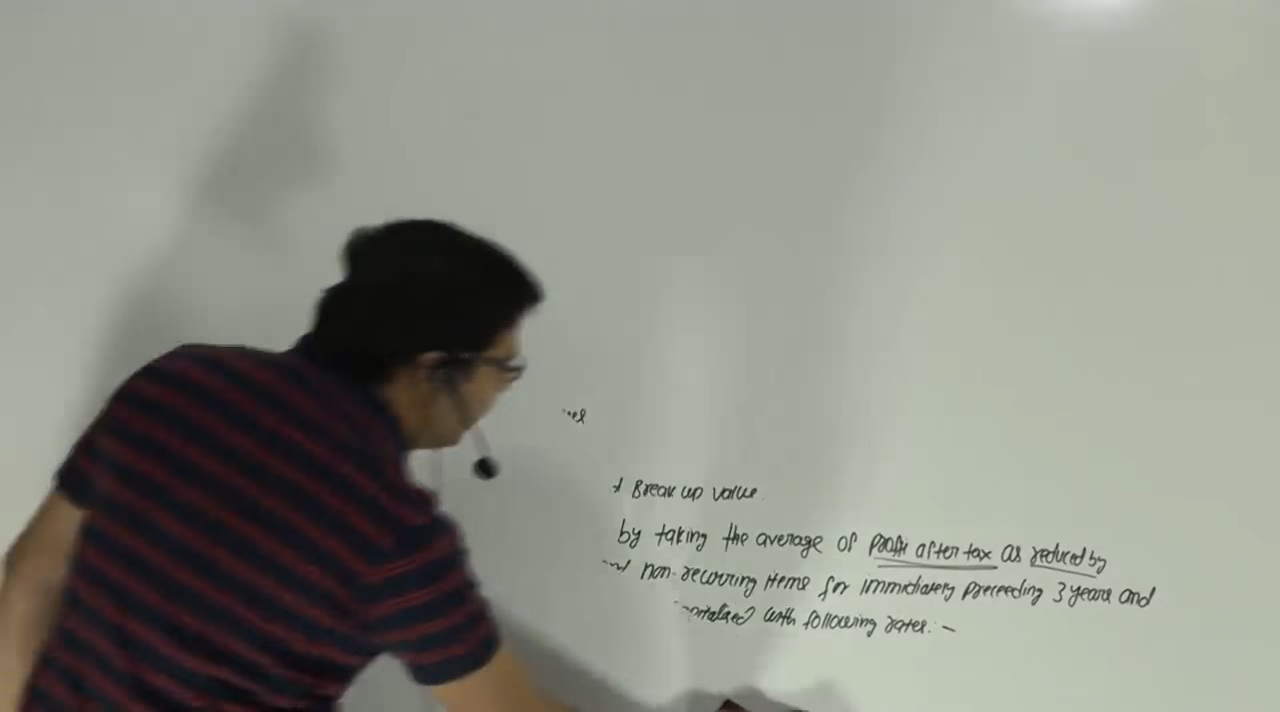 * Break up value
by taking the average of profit after tax as reduced by
non-recurring items for immediately preceeding 3 years and
with following rates: -